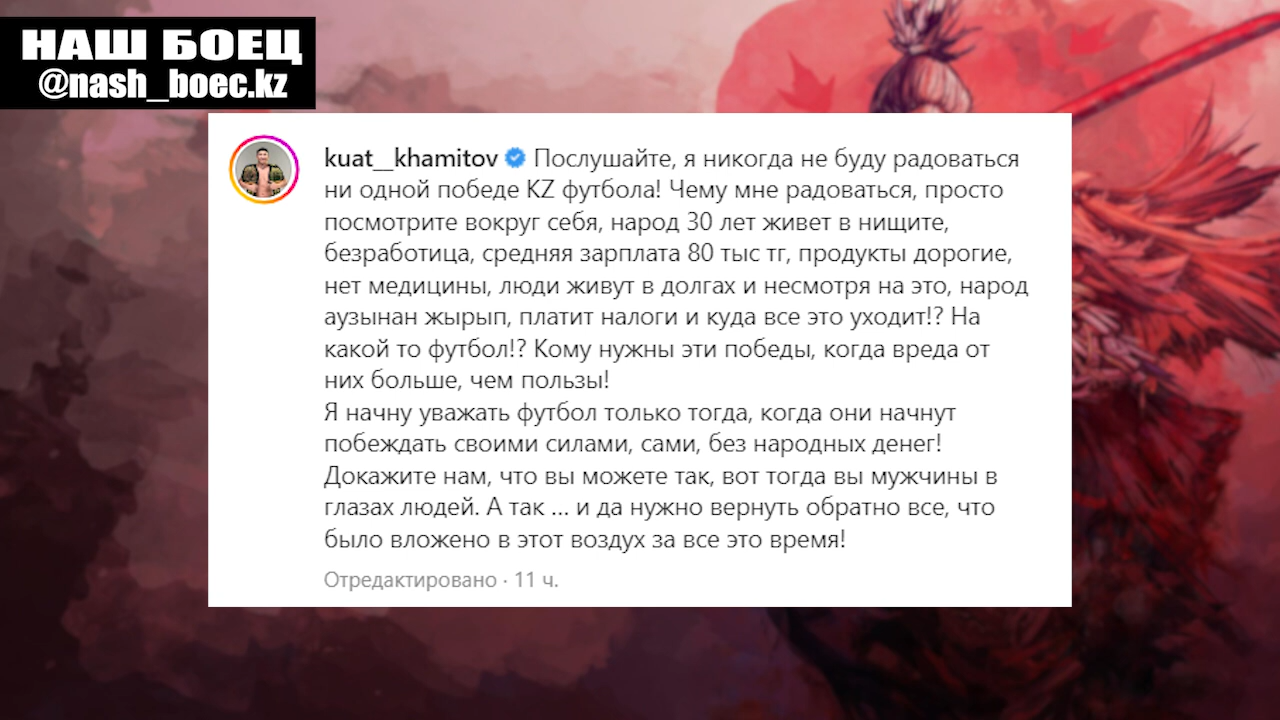 НАШ БОЕЦ
@nash_boec.kz
kuat__khamitov Послушайте, я никогда не буду радоваться
ни одной победе KZ футбола! Чему мне радоваться, просто
посмотрите вокруг себя, народ 30 лет живет в нищите,
безработица, средняя зарплата 80 тыс тг, продукты дорогие,
нет медицины, люди живут в долгах и несмотря на это, народ
аузынан жырып, платит налоги и куда все это уходит!? На
какой то футбол!? Кому нужны эти победы, когда вреда от
них больше, чем пользы!
Я начну уважать футбол только тогда, когда они начнут
побеждать своими силами, сами, без народных денег!
Докажите нам, что вы можете так, вот тогда вы мужчины в
глазах людей. А так ... и да нужно вернуть обратно все, что
было вложено в этот воздух за все это время!
Отредактировано · 11 ч.